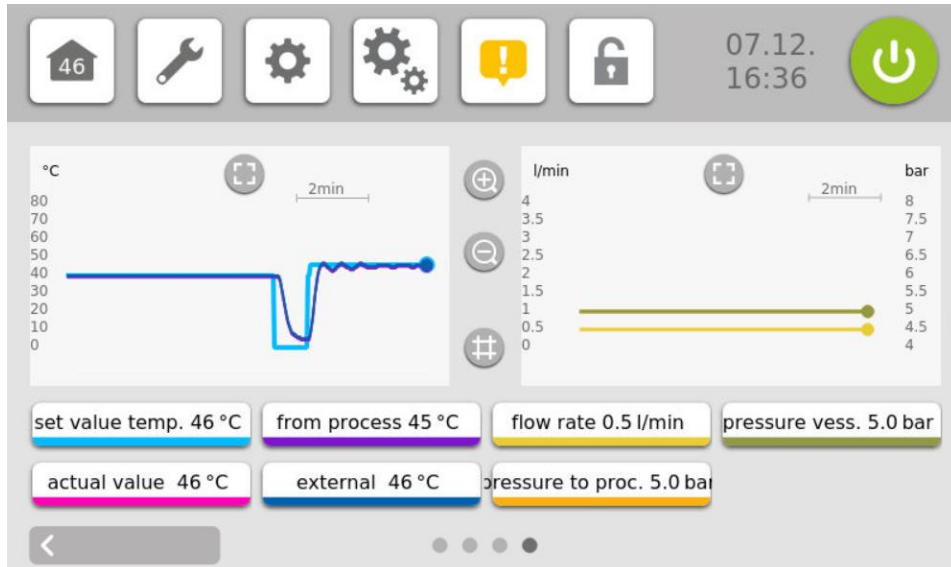 46
07.12.
16:36
°C
2min
80
70
60
50
40
30
20
10
0
l/min
bar
2min
4
3.5
3
2.5
2
1.5
1
0.5
0
8
7.5
7
6.5
6
5.5
5
4.5
4
set value temp. 46 °C
from process 45 °C
flow rate 0.5 l/min
pressure vess. 5.0 bar
actual value 46 °C
external 46 °C
pressure to proc. 5.0 bar